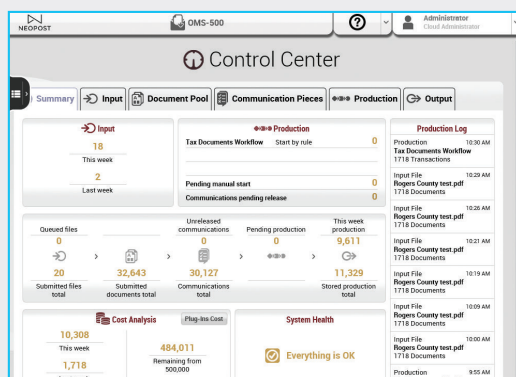 NEOPOST
OMS-500
?
Administrator
Cloud Administrator
Control Center
Summary
Input
Document Pool
Communication Pieces
Production
Output
Input
18
This week
2
Last week
Production
Tax Documents Workflow Start by rule 0
Pending manual start 0
Communications pending release 0
Production Log
Production 10:30 AM
Tax Documents Workflow
1718 Transactions
Input File 10:29 AM
Rogers County test.pdf
1718 Documents
Input File 10:26 AM
Rogers County test.pdf
1718 Documents
Input File 10:21 AM
Rogers County test.pdf
1718 Documents
Input File 10:19 AM
Rogers County test.pdf
1718 Documents
Input File 10:09 AM
Rogers County test.pdf
1718 Documents
Input File 10:00 AM
Rogers County test.pdf
1718 Documents
Production 9:55 AM
Queued files
0
20
Submitted files
total
32,643
Submitted
documents total
Unreleased
communications
0
30,127
Communications
total
Pending production
0
This week
production
9,611
11,329
Stored production
total
Cost Analysis
Plug-Ins Cost
10,308
This week
1,718
484,011
Remaining from
500,000
System Health
Everything is OK